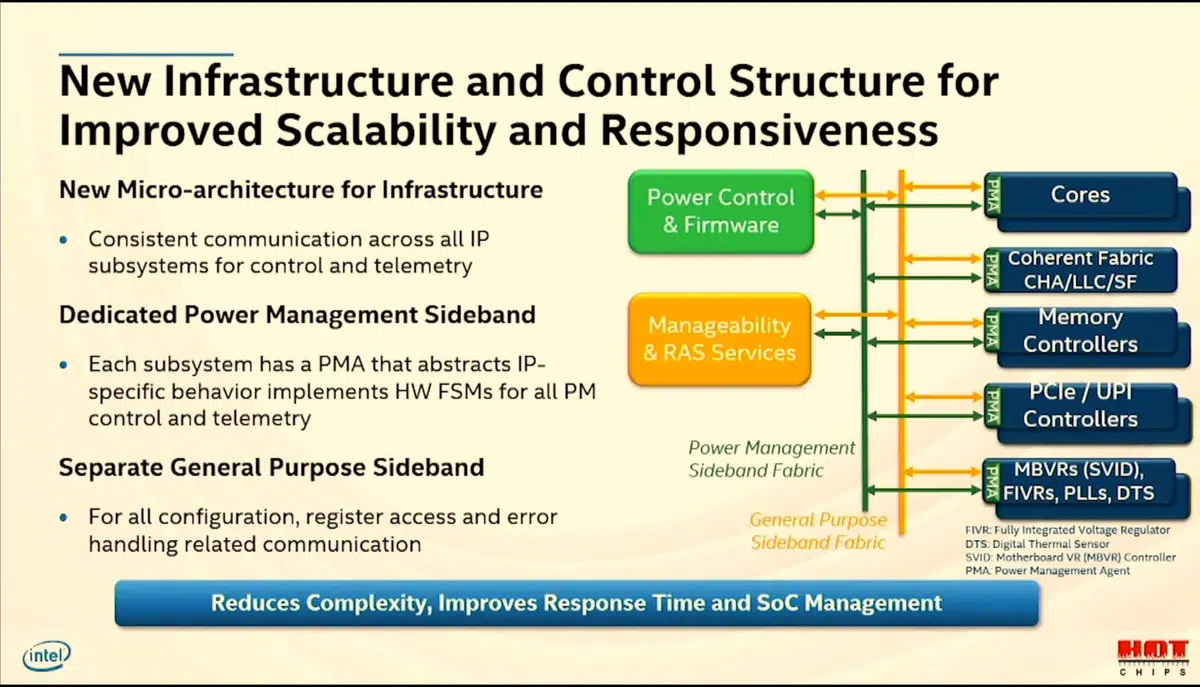 New Infrastructure and Control Structure for
Improved Scalability and Responsiveness
New Micro-architecture for Infrastructure
• Consistent communication across all IP
subsystems for control and telemetry
Dedicated Power Management Sideband
• Each subsystem has a PMA that abstracts IP-
specific behavior implements HW FSMs for all PM
control and telemetry
Separate General Purpose Sideband
• For all configuration, register access and error
handling related communication
Power Control
& Firmware
Manageability
& RAS Services
Power Management
Sideband Fabric
General Purpose
Sideband Fabric
PMA
Cores
PMA
Coherent Fabric
CHA/LLC/SF
PMA
Memory
Controllers
PMA
PCIe / UPI
Controllers
PMA
MBVRs (SVID),
FIVRs, PLLs, DTS
FIVR: Fully Integrated Voltage Regulator
DTS: Digital Thermal Sensor
SVID: Motherboard VR (MBVR) Controller
PMA: Power Management Agent
Reduces Complexity, Improves Response Time and SoC Management
intel
HOT
CHIPS